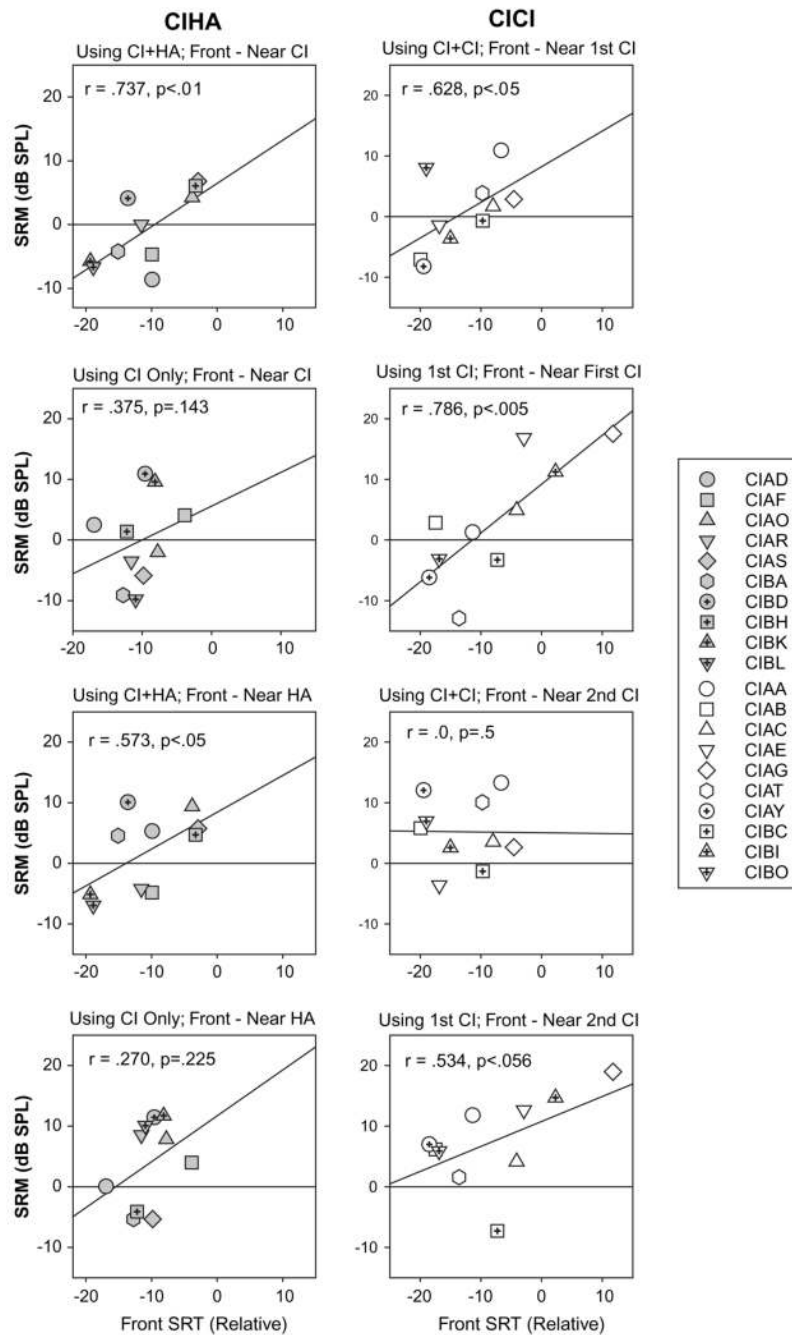 CIHA
CICI
Using CI+HA; Front - Near CI
Using CI+CI; Front - Near 1st CI
r = .737, p<.01
r = .628, p<.05
SRM (dB SPL)
20
10
0
-10
20
10
0
-10
-20 -10 0 10
-20 -10 0 10
Using CI Only; Front - Near CI
Using 1st CI; Front - Near First CI
r = .375, p=.143
r = .786, p<.005
SRM (dB SPL)
20
10
0
-10
20
10
0
-10
-20 -10 0 10
-20 -10 0 10
Using CI+HA; Front - Near HA
Using CI+CI; Front - Near 2nd CI
r = .573, p<.05
r = .0, p=.5
SRM (dB SPL)
20
10
0
-10
20
10
0
-10
-20 -10 0 10
-20 -10 0 10
Using CI Only; Front - Near HA
Using 1st CI; Front - Near 2nd CI
r = .270, p=.225
r = .534, p<.056
SRM (dB SPL)
20
10
0
-10
20
10
0
-10
-20 -10 0 10
-20 -10 0 10
Front SRT (Relative)
Front SRT (Relative)
CIAD
CIAF
CIAO
CIAR
CIAS
CIBA
CIBD
CIBH
CIBK
CIBL
CIAA
CIAB
CIAC
CIAE
CIAG
CIAT
CIAY
CIBC
CIBI
CIBO